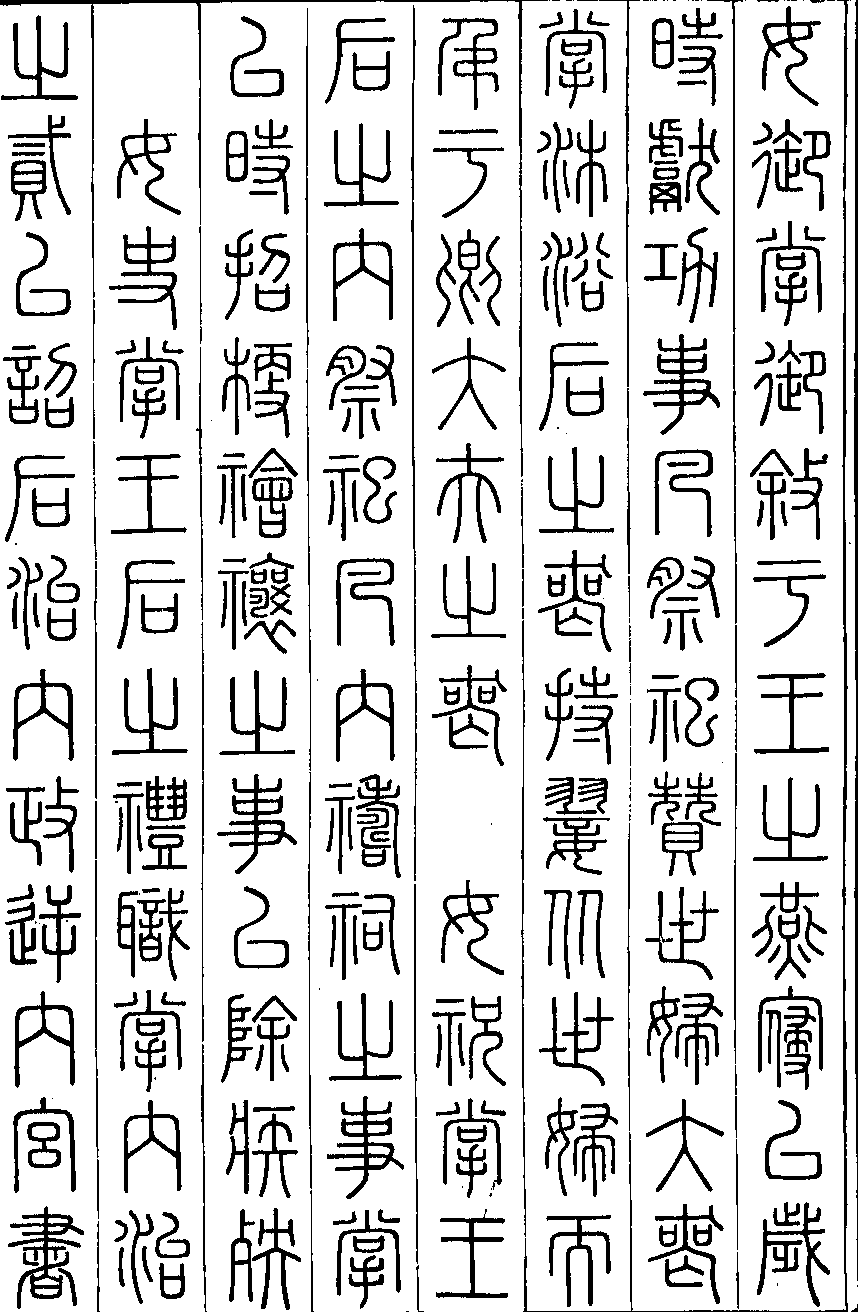 女御掌御敘于王之燕寢以歲
時獻功事凡祭祀贊世婦大喪
掌沐浴后之喪持翣从世婦而
弔于卿大夫之喪　女祝掌王
后之內祭祀凡內禱祠之事掌
以時招梗禬禳之事以除疾殃
女史掌王后之禮職掌內治
之貳以詔后治內政逆內宮書